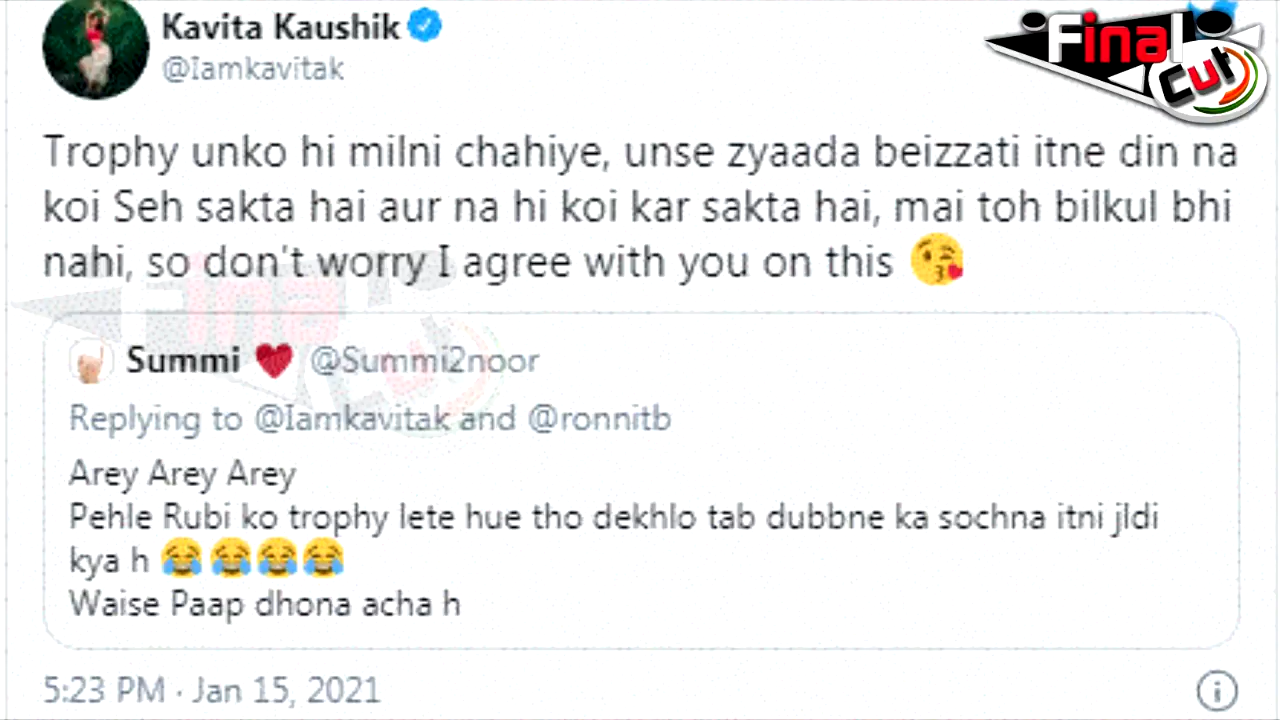 Kavita Kaushik
@Iamkavitak
Final
Cut
Trophy unko hi milni chahiye, unse zyaada beizzati itne din na
koi Seh sakta hai aur na hi koi kar sakta hai, mai toh bilkul bhi
nahi, so don't worry I agree with you on this 😘
Final
Cut
Summi ❤️ @Summi2noor
Replying to @Iamkavitak and @ronnitb
Arey Arey Arey
Pehle Rubi ko trophy lete hue tho dekhlo tab dubbne ka sochna itni jldi
kya h 😂😂😂😂
Waise Paap dhona acha h
5:23 PM · Jan 15, 2021